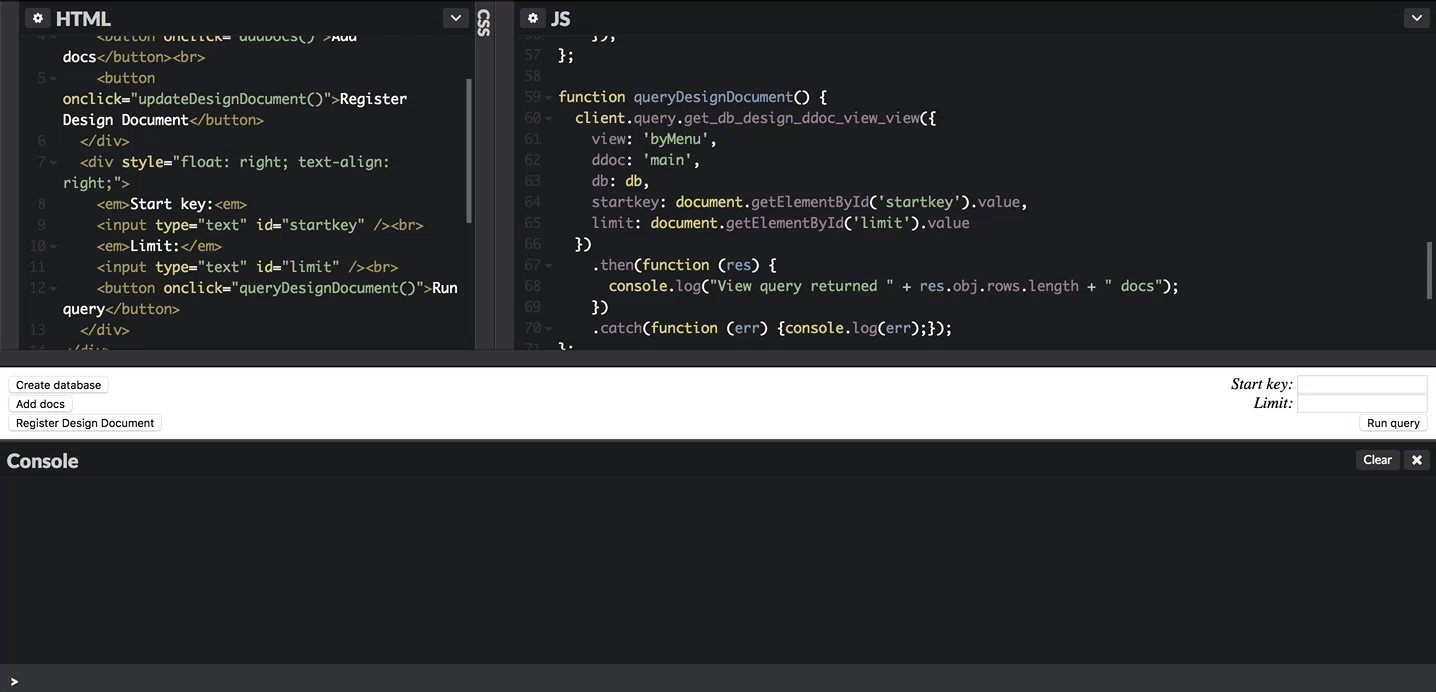 HTML
CSS
JS
4 <button onclick="addDocs()">Add
docs</button><br>
5 <button
onclick="updateDesignDocument()">Register
Design Document</button>
6 </div>
7 <div style="float: right; text-align:
right;">
8 <em>Start key:<em>
9 <input type="text" id="startkey" /><br>
10 <em>Limit:</em>
11 <input type="text" id="limit" /><br>
12 <button onclick="queryDesignDocument()">Run
query</button>
13 </div>
14 </div>
56 });
57 };
58
59 function queryDesignDocument() {
60 client.query.get_db_design_ddoc_view_view({
61 view: 'byMenu',
62 ddoc: 'main',
63 db: db,
64 startkey: document.getElementById('startkey').value,
65 limit: document.getElementById('limit').value
66 })
67 .then(function (res) {
68 console.log("View query returned " + res.obj.rows.length + " docs");
69 })
70 .catch(function (err) {console.log(err);});
71 };
Create database
Add docs
Register Design Document
Start key:
Limit:
Run query
Console
Clear
>